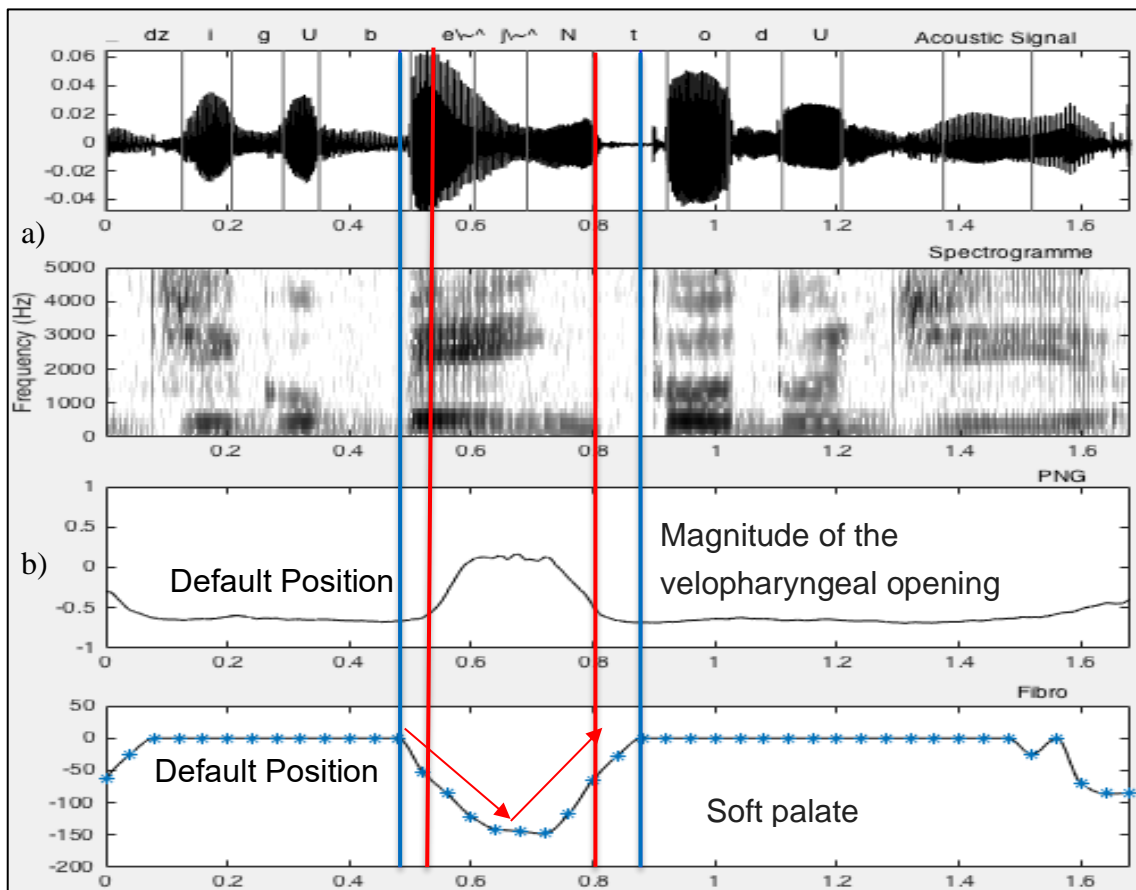 _ dz i g U b e\~^ j\~^ N t o d U Acoustic Signal
0.06
0.04
0.02
0
-0.02
-0.04
0 0.2 0.4 0.6 0.8 1 1.2 1.4 1.6
a)
Spectrogramme
5000
4000
3000
2000
1000
0
Frequency (Hz)
0.2 0.4 0.6 0.8 1 1.2 1.4 1.6
PNG
1
0.5
0
-0.5
-1
b)
Default Position
Magnitude of the
velopharyngeal opening
0 0.2 0.4 0.6 0.8 1 1.2 1.4 1.6
Fibro
50
0
-50
-100
-150
-200
Default Position
Soft palate
0 0.2 0.4 0.6 0.8 1 1.2 1.4 1.6